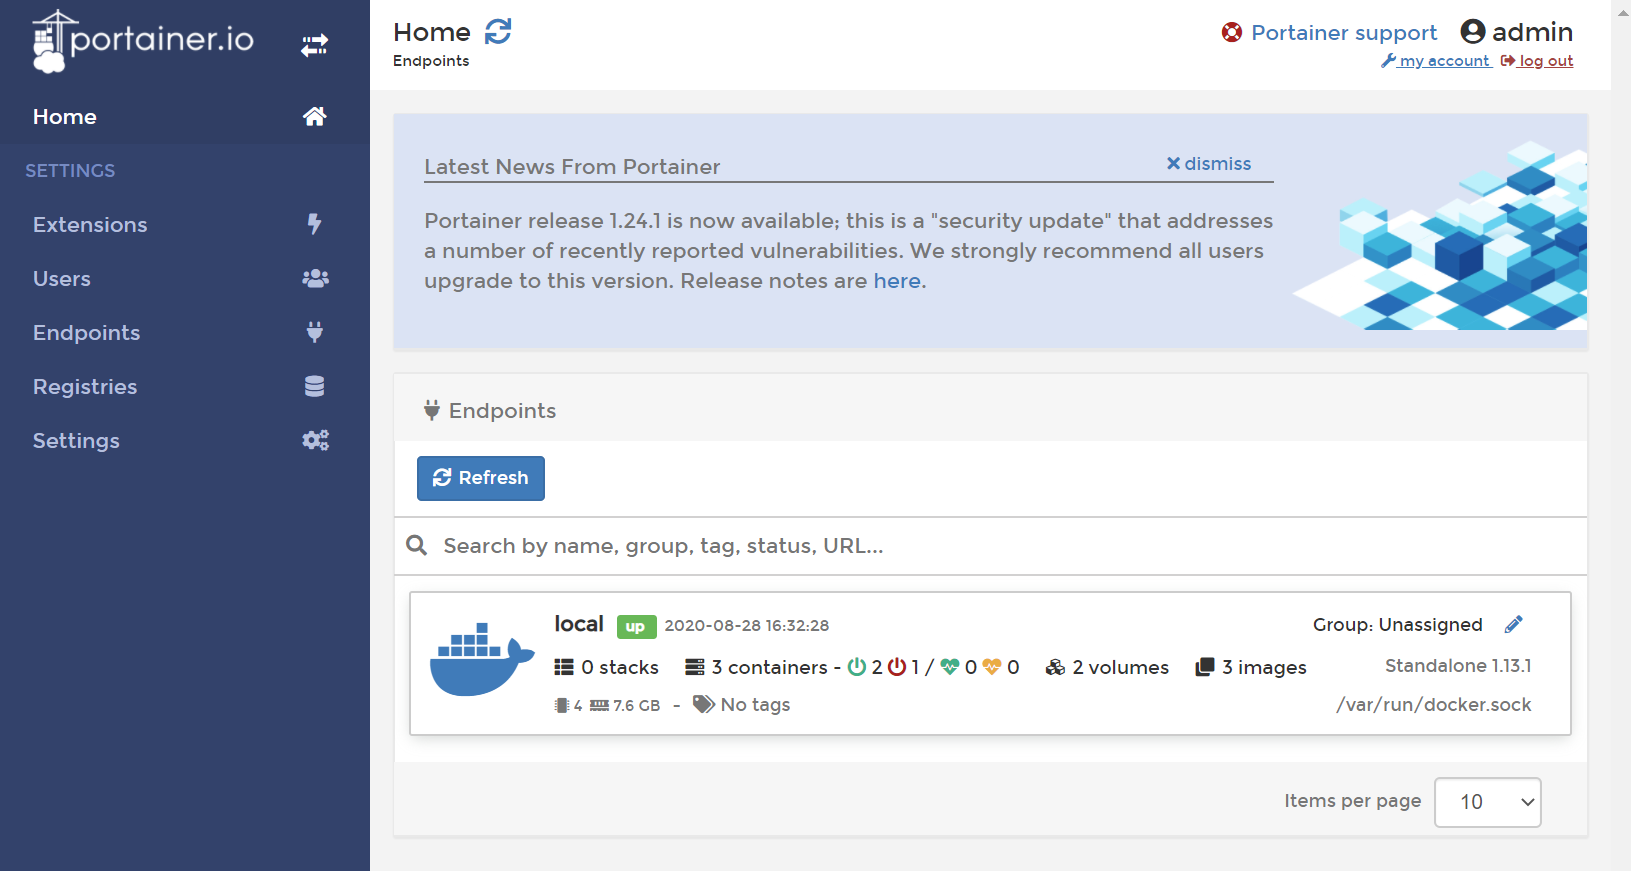 portainer.io
Home
SETTINGS
Extensions
Users
Endpoints
Registries
Settings
Home
Endpoints
Portainer support
admin
my account
log out
Latest News From Portainer
dismiss
Portainer release 1.24.1 is now available; this is a "security update" that addresses
a number of recently reported vulnerabilities. We strongly recommend all users
upgrade to this version. Release notes are here.
Endpoints
Refresh
Search by name, group, tag, status, URL...
local up 2020-08-28 16:32:28
Group: Unassigned
0 stacks 3 containers - 2 1 / 0 0 2 volumes 3 images
Standalone 1.13.1
4 7.6 GB - No tags
/var/run/docker.sock
Items per page 10